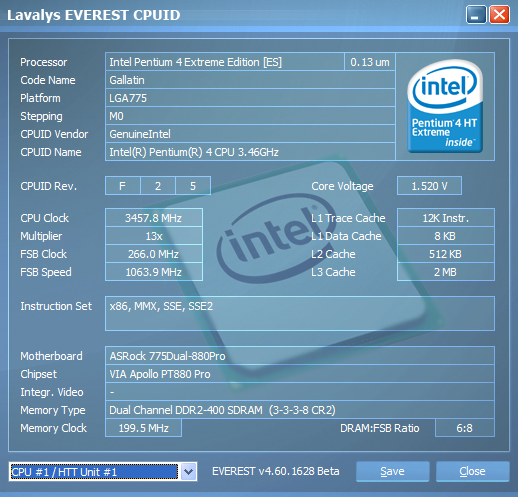 Lavalys EVEREST CPUID
Processor Intel Pentium 4 Extreme Edition [ES] 0.13 um
Code Name Gallatin
Platform LGA775
Stepping M0
CPUID Vendor GenuineIntel
CPUID Name Intel(R) Pentium(R) 4 CPU 3.46GHz
intel
Pentium 4 HT
Extreme
inside
CPUID Rev. F 2 5 Core Voltage 1.520 V
CPU Clock 3457.8 MHz L1 Trace Cache 12K Instr.
Multiplier 13x L1 Data Cache 8 KB
FSB Clock 266.0 MHz L2 Cache 512 KB
FSB Speed 1063.9 MHz L3 Cache 2 MB
intel
Instruction Set x86, MMX, SSE, SSE2
Motherboard ASRock 775Dual-880Pro
Chipset VIA Apollo PT880 Pro
Integr. Video -
Memory Type Dual Channel DDR2-400 SDRAM (3-3-3-8 CR2)
Memory Clock 199.5 MHz DRAM:FSB Ratio 6:8
CPU #1 / HTT Unit #1 EVEREST v4.60.1628 Beta Save Close